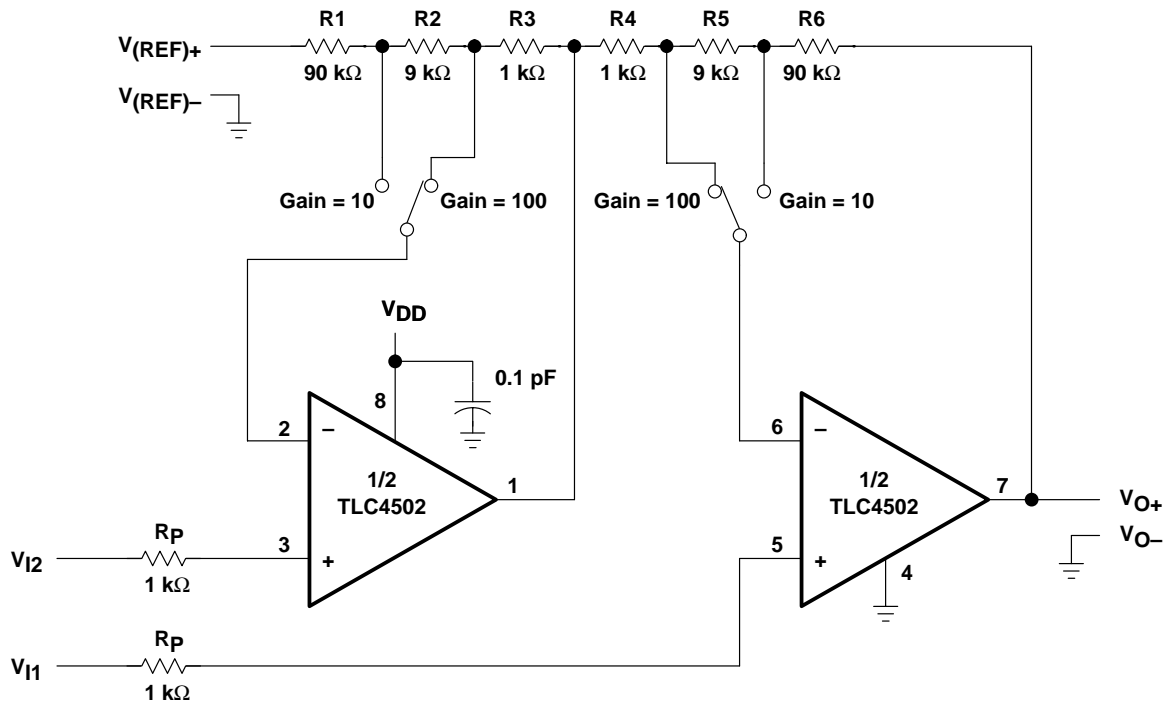 R1 R2 R3 R4 R5 R6
V(REF)+
90 kΩ 9 kΩ 1 kΩ 1 kΩ 9 kΩ 90 kΩ
V(REF)–
Gain = 10 Gain = 100 Gain = 100 Gain = 10
VDD
0.1 pF
8
2 – 6 –
1/2 1 1/2 7
TLC4502 TLC4502
VO+
VO–
VI2 RP 3 + 5 +
1 kΩ 4
VI1 RP
1 kΩ